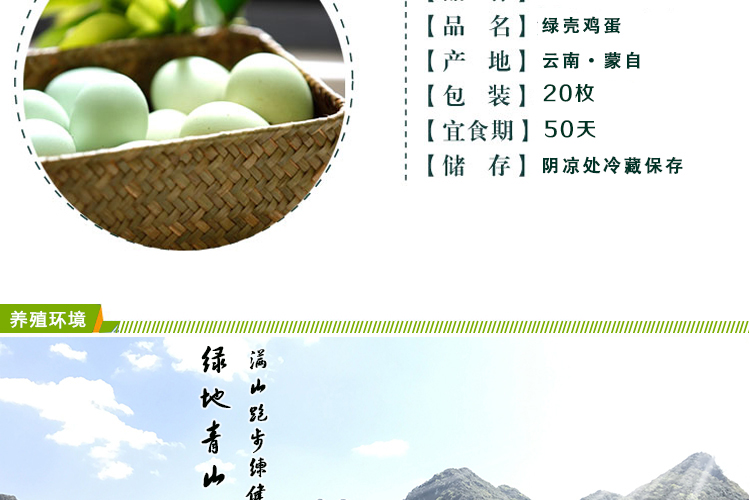 【品 名】 绿壳鸡蛋
【产 地】 云南·蒙自
【包 装】 20枚
【宜食期】 50天
【储 存】 阴凉处冷藏保存
养殖环境
绿地青山
满山跑步练健